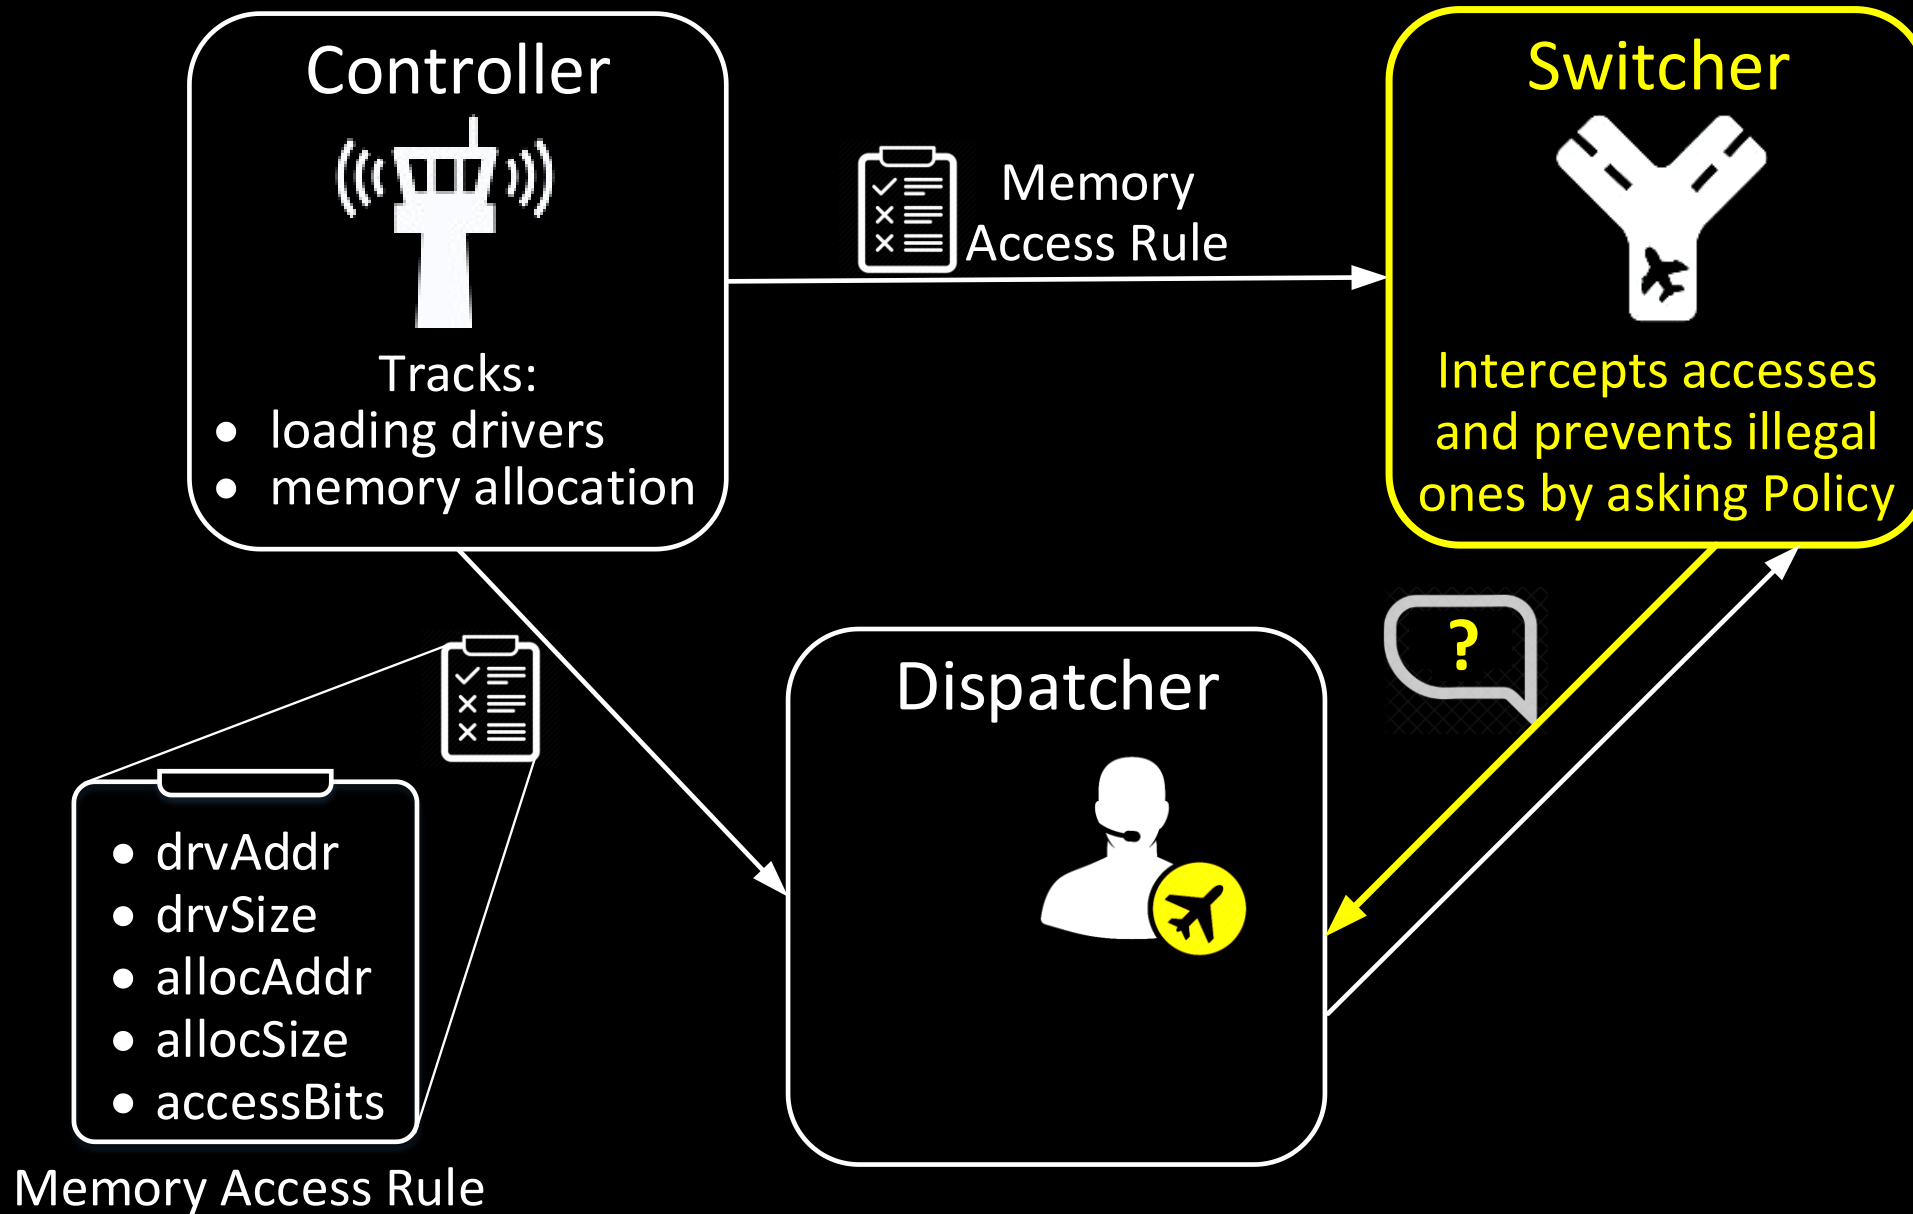 Controller
Tracks:
● loading drivers
● memory allocation
Memory
Access Rule
Switcher
Intercepts accesses
and prevents illegal
ones by asking Policy
?
Dispatcher
● drvAddr
● drvSize
● allocAddr
● allocSize
● accessBits
Memory Access Rule